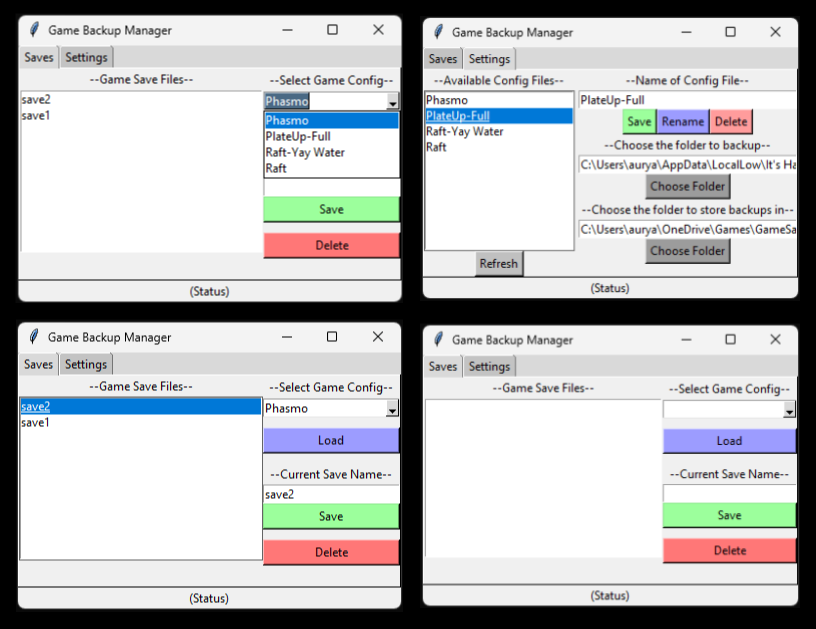 Game Backup Manager
Saves Settings
--Game Save Files-- --Select Game Config--
save2
save1
Phasmo
Phasmo
PlateUp-Full
Raft-Yay Water
Raft
Save
Delete
(Status)
Game Backup Manager
Saves Settings
--Available Config Files-- --Name of Config File--
Phasmo
PlateUp-Full
Raft-Yay Water
Raft
Refresh
PlateUp-Full
Save Rename Delete
--Choose the folder to backup--
C:\Users\aurya\AppData\LocalLow\It's Ha
Choose Folder
--Choose the folder to store backups in--
C:\Users\aurya\OneDrive\Games\GameSa
Choose Folder
(Status)
Game Backup Manager
Saves Settings
--Game Save Files-- --Select Game Config--
save2
save1
Phasmo
Load
--Current Save Name--
save2
Save
Delete
(Status)
Game Backup Manager
Saves Settings
--Game Save Files-- --Select Game Config--
Load
--Current Save Name--
Save
Delete
(Status)